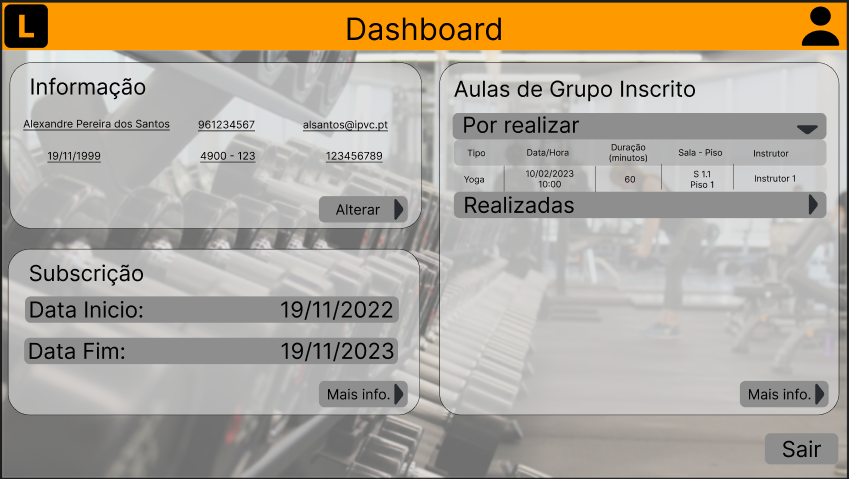 L
Dashboard
Informação
Alexandre Pereira dos Santos 961234567 alsantos@ipvc.pt
19/11/1999 4900 - 123 123456789
Alterar
Subscrição
Data Inicio: 19/11/2022
Data Fim: 19/11/2023
Mais info.
Aulas de Grupo Inscrito
Por realizar
Tipo Data/Hora Duração (minutos) Sala - Piso Instrutor
Yoga 10/02/2023 10:00 60 S 1.1 Piso 1 Instrutor 1
Realizadas
Mais info.
Sair